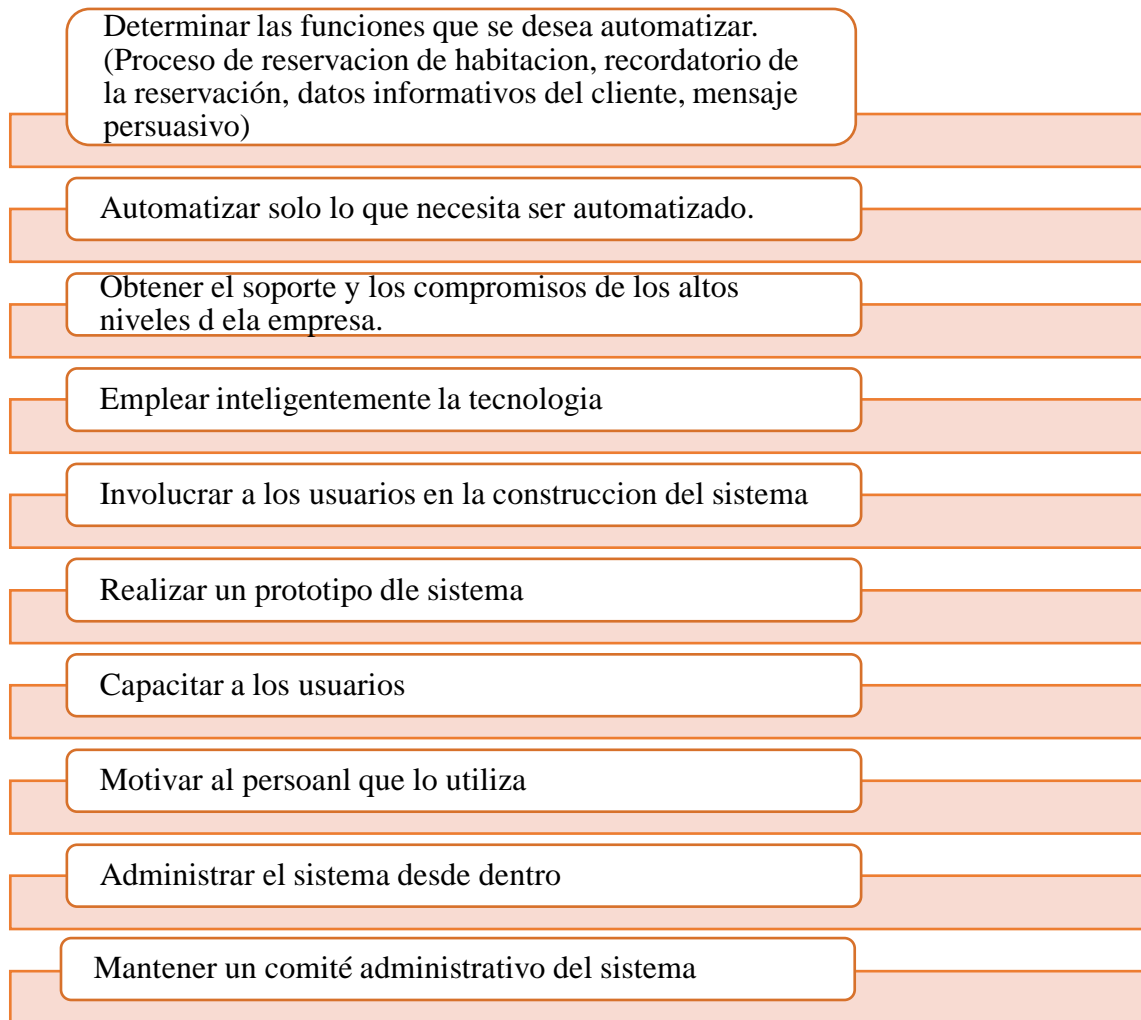 Determinar las funciones que se desea automatizar.
(Proceso de reservacion de habitacion, recordatorio de
la reservación, datos informativos del cliente, mensaje
persuasivo)
Automatizar solo lo que necesita ser automatizado.
Obtener el soporte y los compromisos de los altos
niveles d ela empresa.
Emplear inteligentemente la tecnologia
Involucrar a los usuarios en la construccion del sistema
Realizar un prototipo dle sistema
Capacitar a los usuarios
Motivar al persoanl que lo utiliza
Administrar el sistema desde dentro
Mantener un comité administrativo del sistema